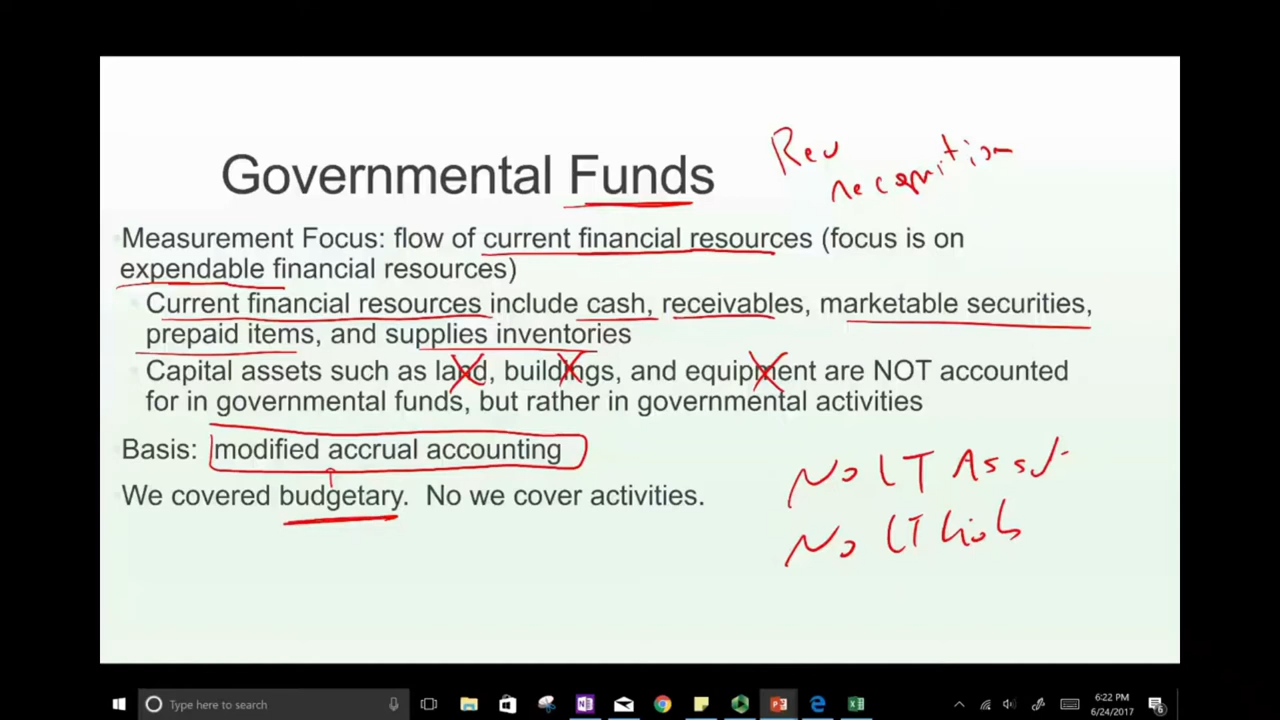 Governmental Funds
Rev
recognition
Measurement Focus: flow of current financial resources (focus is on
expendable financial resources)
Current financial resources include cash, receivables, marketable securities,
prepaid items, and supplies inventories
Capital assets such as land, buildings, and equipment are NOT accounted
for in governmental funds, but rather in governmental activities
Basis: modified accrual accounting
We covered budgetary. No we cover activities.
No LT Asset
No LT Liab
Type here to search
6:22 PM
6/24/2017
6